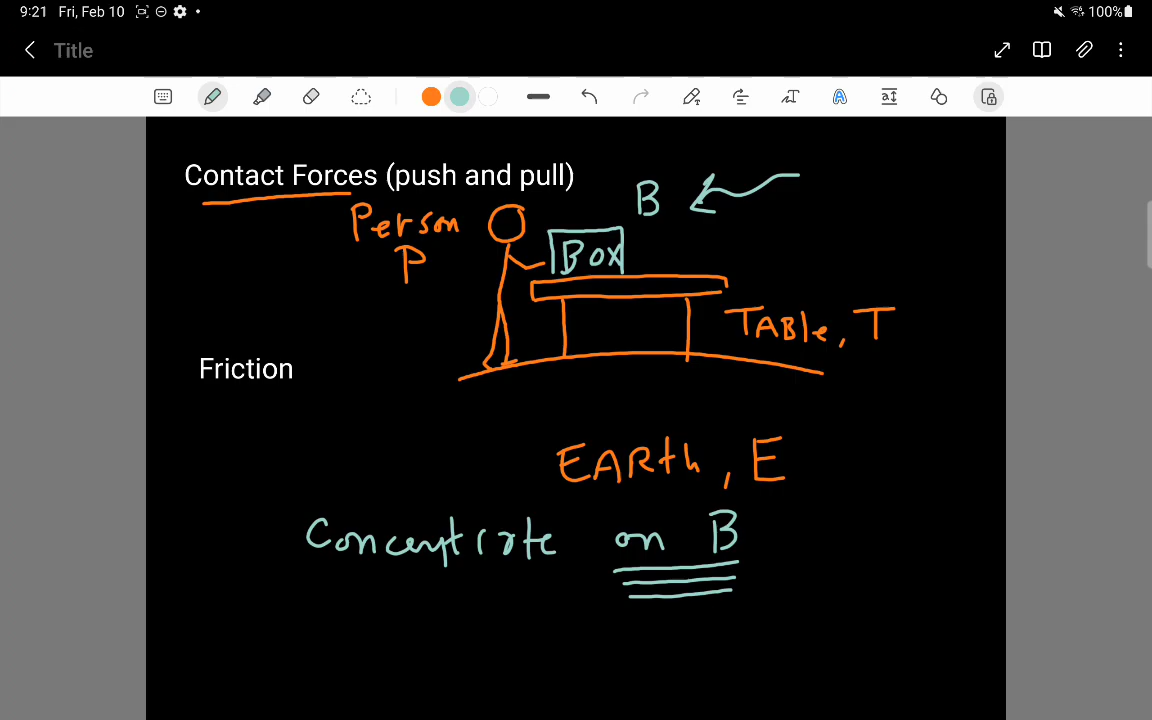 9:21 Fri, Feb 10 100%
Title
Contact Forces (push and pull)
B
Person
P
Box
TABle, T
Friction
EARth, E
Concentrate on B